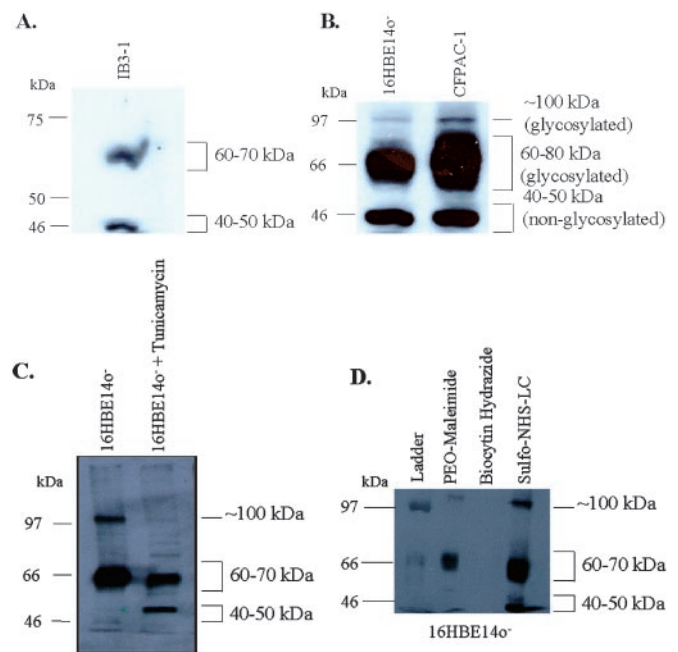 A.
IB3-1
kDa
75
60-70 kDa
50
46
40-50 kDa
B.
16HBE14o-
CFPAC-1
kDa
97
~100 kDa
(glycosylated)
66
60-80 kDa
(glycosylated)
46
40-50 kDa
(non-glycosylated)
C.
16HBE14o-
16HBE14o- + Tunicamycin
kDa
97
~100 kDa
66
60-70 kDa
46
40-50 kDa
D.
Ladder
PEO-Maleimide
Biocytin Hydrazide
Sulfo-NHS-LC
kDa
97
~100 kDa
66
60-70 kDa
46
40-50 kDa
16HBE14o-